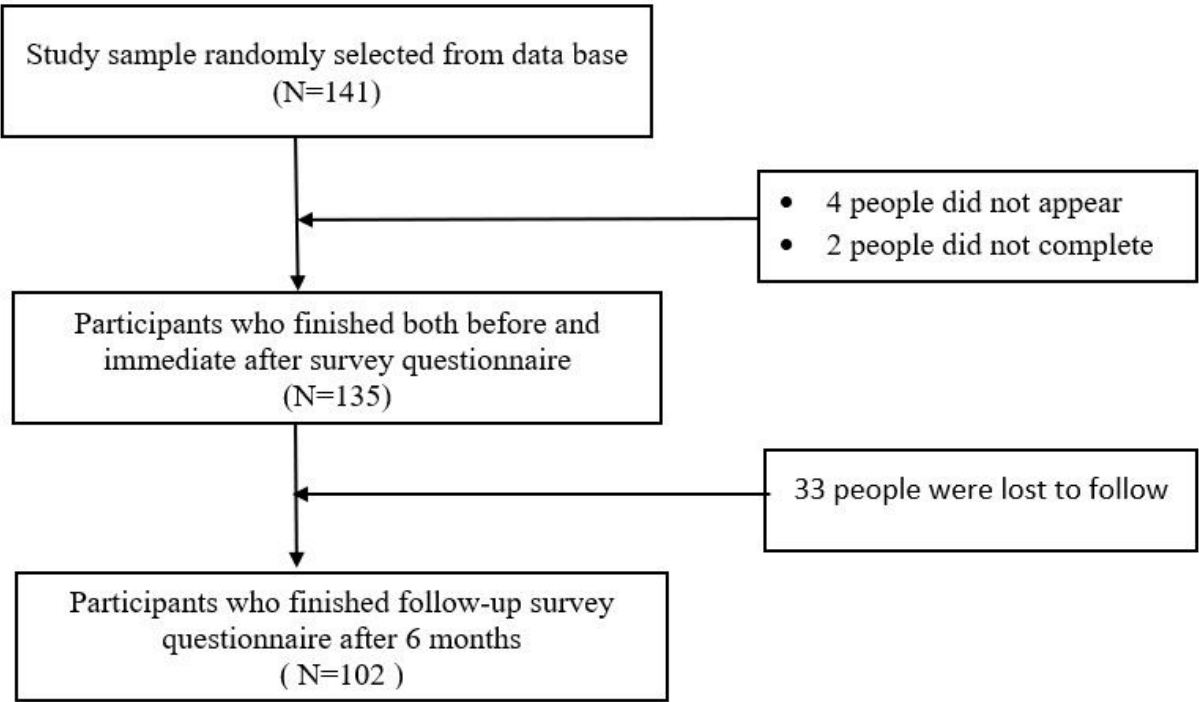 Study sample randomly selected from data base
(N=141)
• 4 people did not appear
• 2 people did not complete
Participants who finished both before and
immediate after survey questionnaire
(N=135)
33 people were lost to follow
Participants who finished follow-up survey
questionnaire after 6 months
( N=102 )